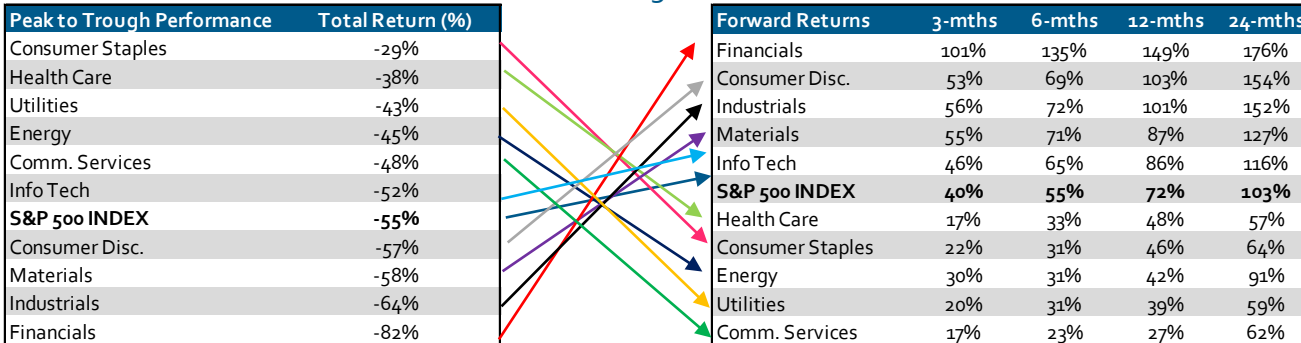 Peak to Trough Performance Total Return (%)
Consumer Staples -29%
Health Care -38%
Utilities -43%
Energy -45%
Comm. Services -48%
Info Tech -52%
S&P 500 INDEX -55%
Consumer Disc. -57%
Materials -58%
Industrials -64%
Financials -82%
Forward Returns 3-mths 6-mths 12-mths 24-mths
Financials 101% 135% 149% 176%
Consumer Disc. 53% 69% 103% 154%
Industrials 56% 72% 101% 152%
Materials 55% 71% 87% 127%
Info Tech 46% 65% 86% 116%
S&P 500 INDEX 40% 55% 72% 103%
Health Care 17% 33% 48% 57%
Consumer Staples 22% 31% 46% 64%
Energy 30% 31% 42% 91%
Utilities 20% 31% 39% 59%
Comm. Services 17% 23% 27% 62%